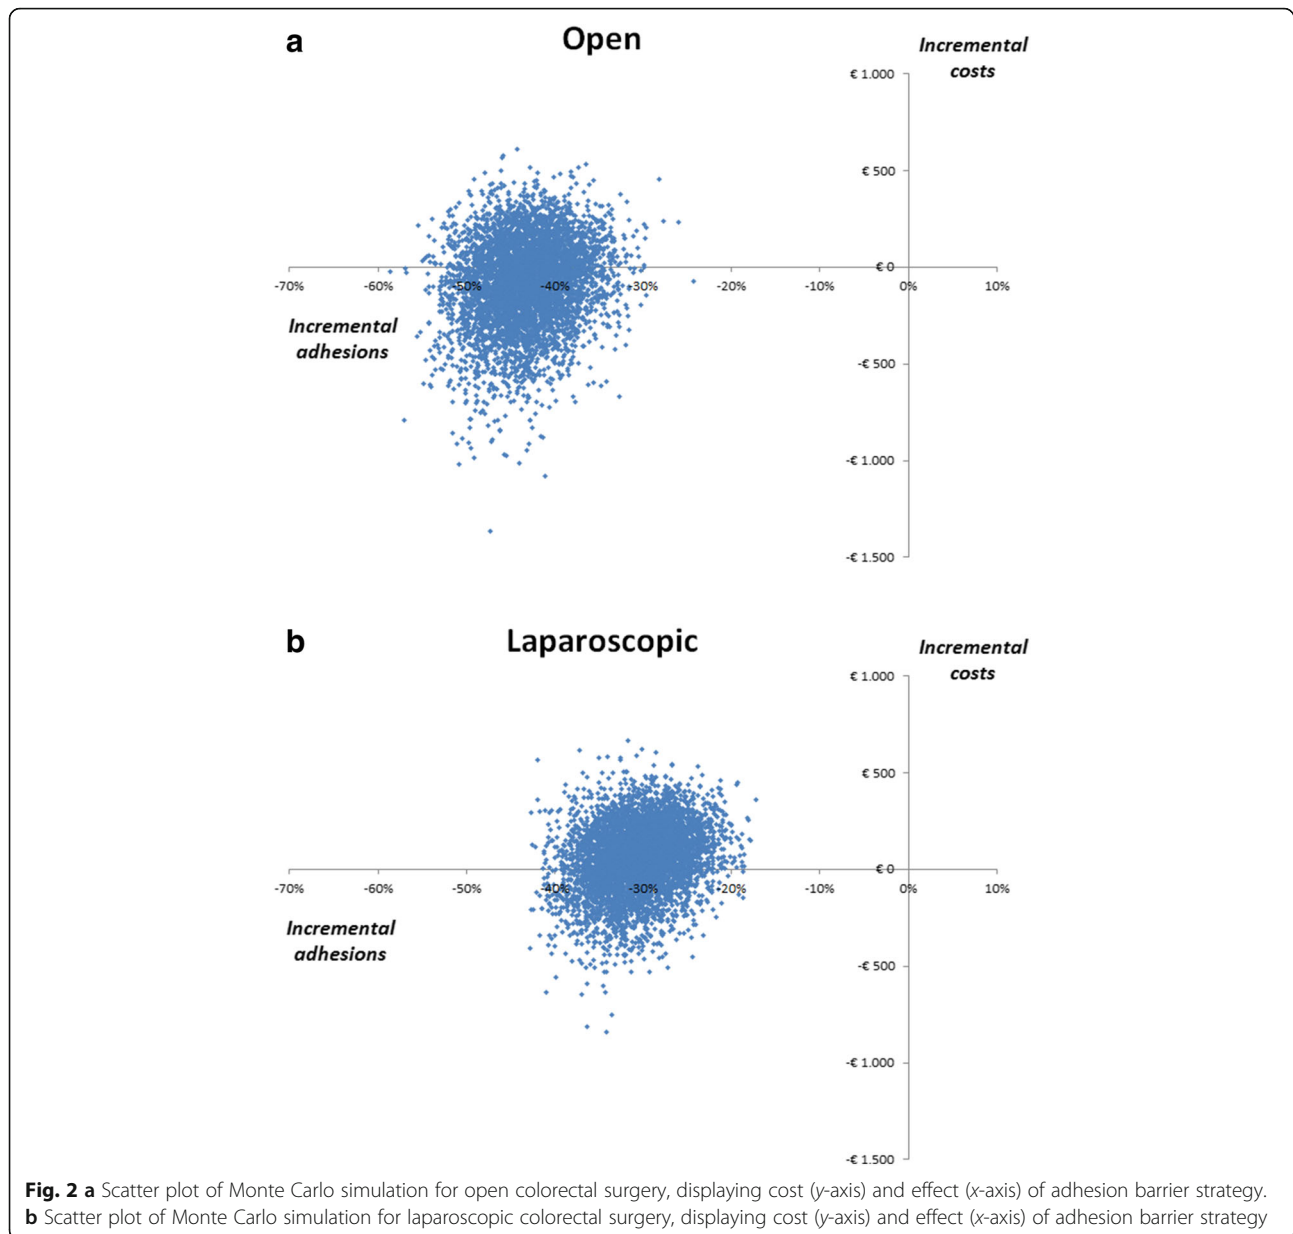 a
Open
Incremental
costs
€ 1.000
€ 500
€ 0
-70%
-60%
-50%
-40%
-30%
-20%
-10%
0%
10%
Incremental
adhesions
-€ 500
-€ 1.000
-€ 1.500
b
Laparoscopic
Incremental
costs
€ 1.000
€ 500
€ 0
-70%
-60%
-50%
-40%
-30%
-20%
-10%
0%
10%
Incremental
adhesions
-€ 500
-€ 1.000
-€ 1.500
Fig. 2 a Scatter plot of Monte Carlo simulation for open colorectal surgery, displaying cost (y-axis) and effect (x-axis) of adhesion barrier strategy.
b Scatter plot of Monte Carlo simulation for laparoscopic colorectal surgery, displaying cost (y-axis) and effect (x-axis) of adhesion barrier strategy